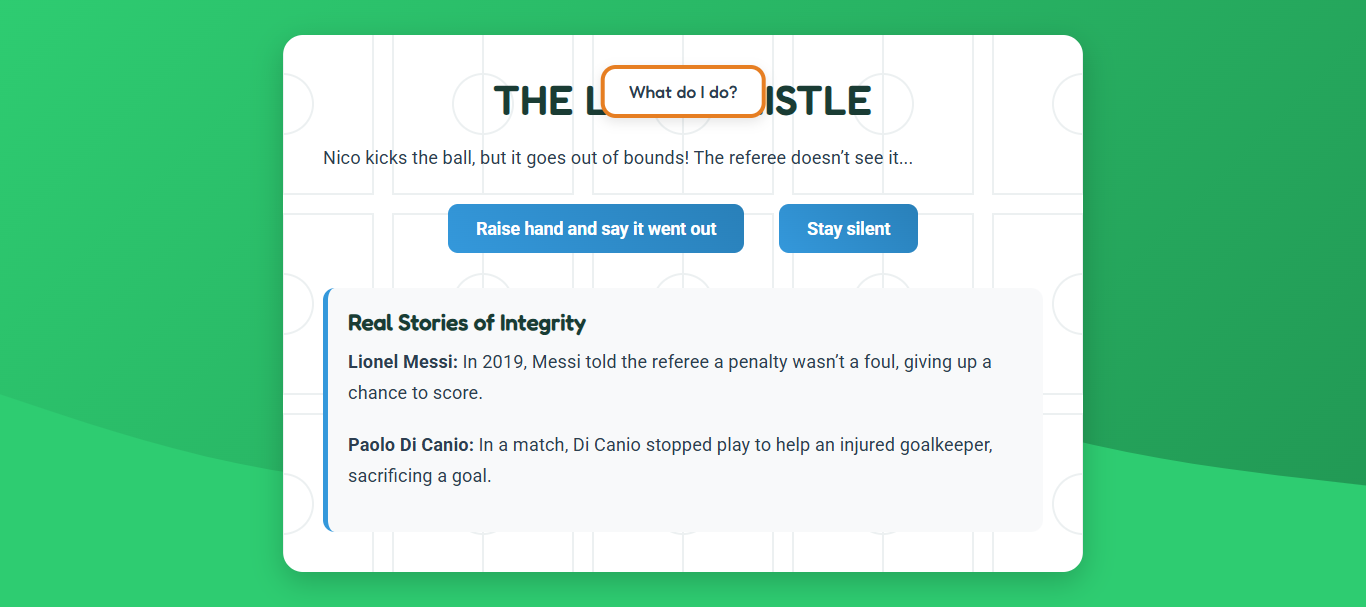 What do I do?
THE L ISTLE
Nico kicks the ball, but it goes out of bounds! The referee doesn’t see it...
Raise hand and say it went out
Stay silent
Real Stories of Integrity
Lionel Messi: In 2019, Messi told the referee a penalty wasn’t a foul, giving up a
chance to score.
Paolo Di Canio: In a match, Di Canio stopped play to help an injured goalkeeper,
sacrificing a goal.